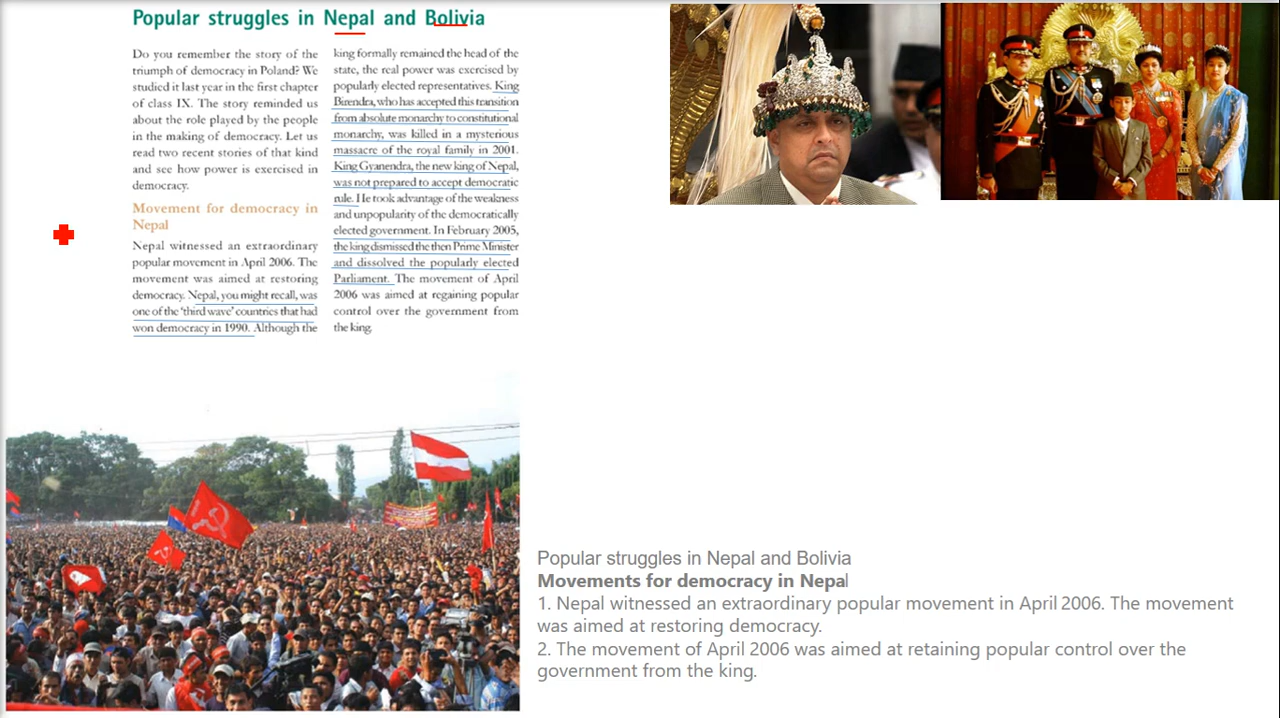 Popular struggles in Nepal and Bolivia
Do you remember the story of the
triumph of democracy in Poland? We
studied it last year in the first chapter
of class IX. The story reminded us
about the role played by the people
in the making of democracy. Let us
read two recent stories of that kind
and see how power is exercised in
democracy.
Movement for democracy in
Nepal
Nepal witnessed an extraordinary
popular movement in April 2006. The
movement was aimed at restoring
democracy. Nepal, you might recall, was
one of the 'third wave' countries that had
won democracy in 1990. Although the
king formally remained the head of the
state, the real power was exercised by
popularly elected representatives. King
Birendra, who has accepted this transition
from absolute monarchy to constitutional
monarchy, was killed in a mysterious
massacre of the royal family in 2001.
King Gyanendra, the new king of Nepal,
was not prepared to accept democratic
rule. He took advantage of the weakness
and unpopularity of the democratically
elected government. In February 2005,
the king dismissed the then Prime Minister
and dissolved the popularly elected
Parliament. The movement of April
2006 was aimed at regaining popular
control over the government from
the king.
Popular struggles in Nepal and Bolivia
Movements for democracy in Nepal
1. Nepal witnessed an extraordinary popular movement in April 2006. The movement
was aimed at restoring democracy.
2. The movement of April 2006 was aimed at retaining popular control over the
government from the king.